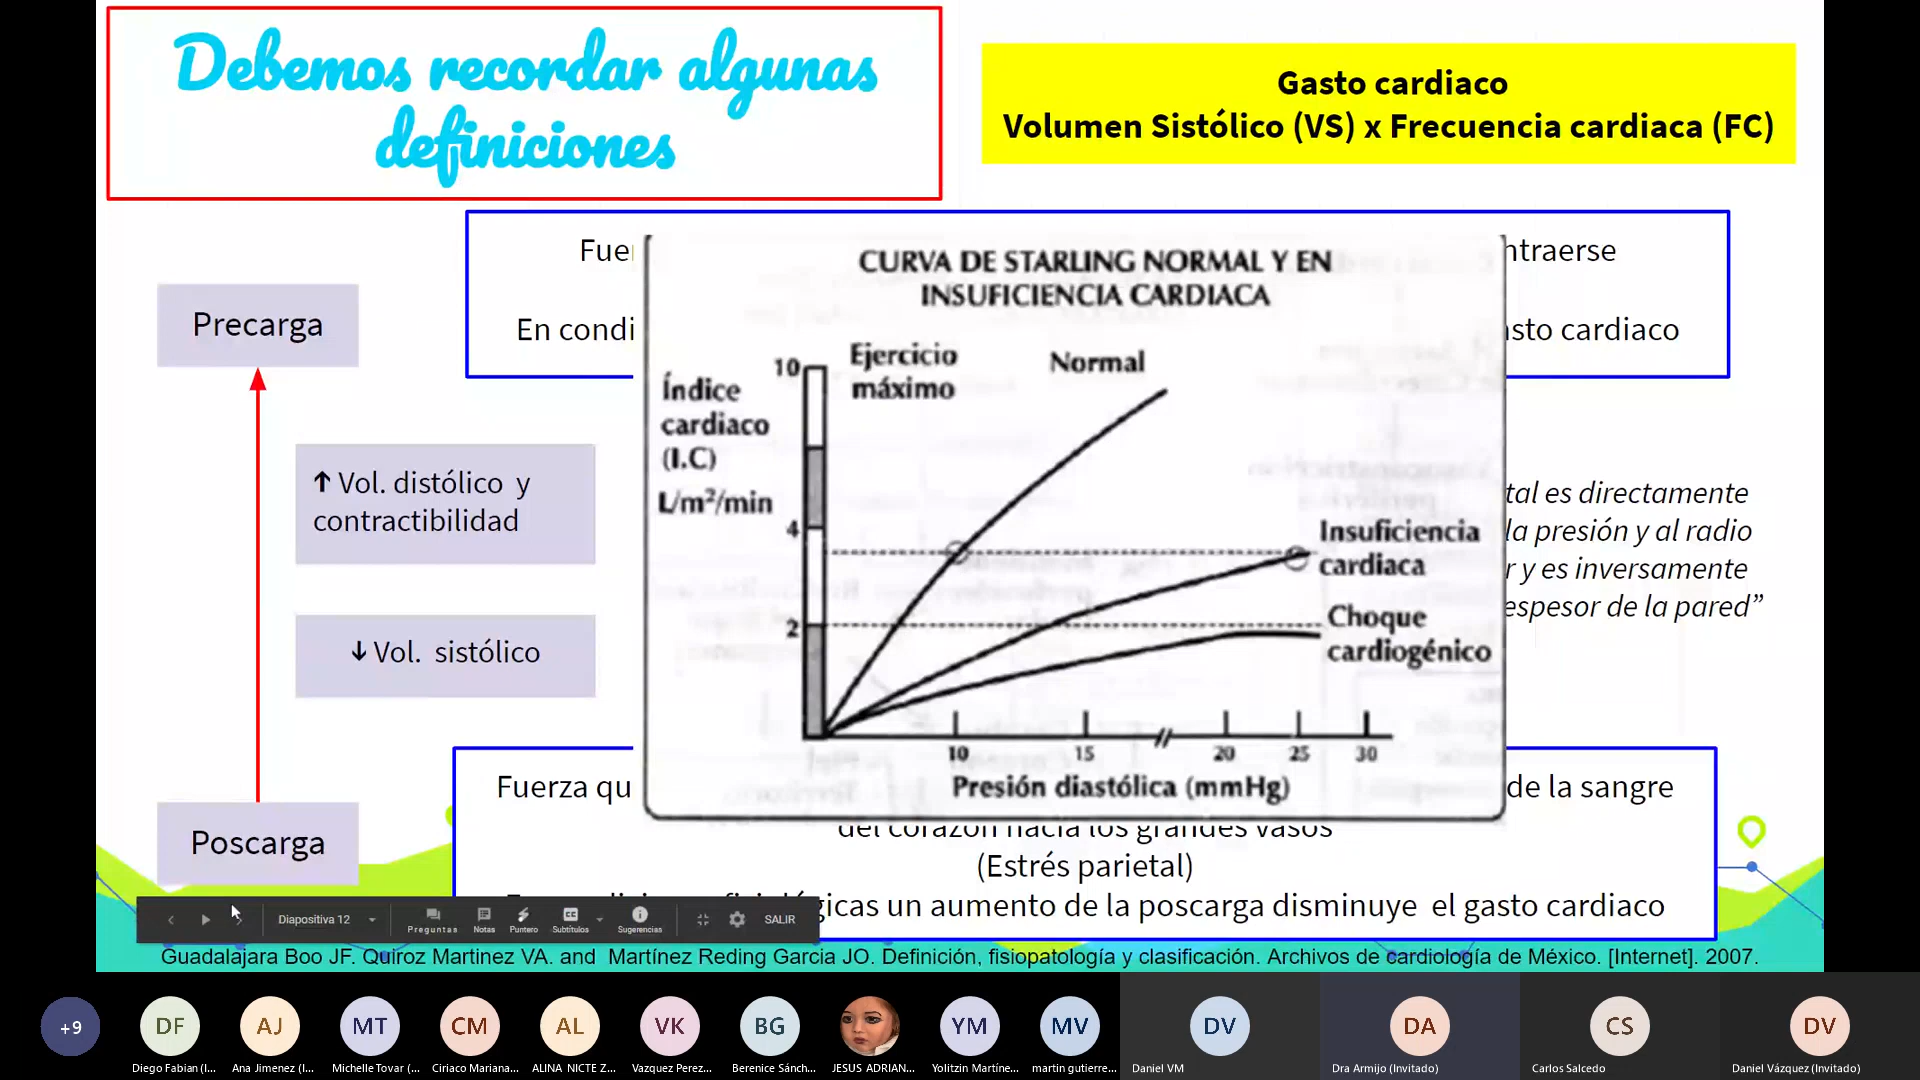 Debemos recordar algunas
definiciones
Gasto cardiaco
Volumen Sistólico (VS) x Frecuencia cardiaca (FC)
ntraerse
En condi
sto cardiaco
Precarga
↑ Vol. distólico y
contractibilidad
↓ Vol. sistólico
Poscarga
CURVA DE STARLING NORMAL Y EN
INSUFICIENCIA CARDIACA
Índice
cardiaco
(I.C)
L/m²/min
10
4
2
Ejercicio
máximo
Normal
Insuficiencia
cardiaca
Choque
cardiogénico
10 15 20 25 30
Presión diastólica (mmHg)
tal es directamente
la presión y al radio
r y es inversamente
espesor de la pared”
Fuerza qu
de la sangre
del corazón hacia los grandes vasos
(Estrés parietal)
un aumento de la poscarga disminuye el gasto cardiaco
Diapositiva 12
Preguntas
Notas
Puntero
Subtítulos
Sugerencias
SALIR
Guadalajara Boo JF. Quiroz Martinez VA. and Martínez Reding Garcia JO. Definición, fisiopatología y clasificación. Archivos de cardiología de México. [Internet]. 2007.
+9
DF
AJ
MT
CM
AL
VK
BG
YM
MV
DV
DA
CS
DV
Diego Fabian (I...
Ana Jimenez (I...
Michelle Tovar (...
Ciriaco Mariana...
ALINA NICTE Z...
Vazquez Perez...
Berenice Sánch...
JESUS ADRIAN...
Yolitzin Martíne...
martin gutierre...
Daniel VM
Dra Armijo (Invitado)
Carlos Salcedo
Daniel Vázquez (Invitado)